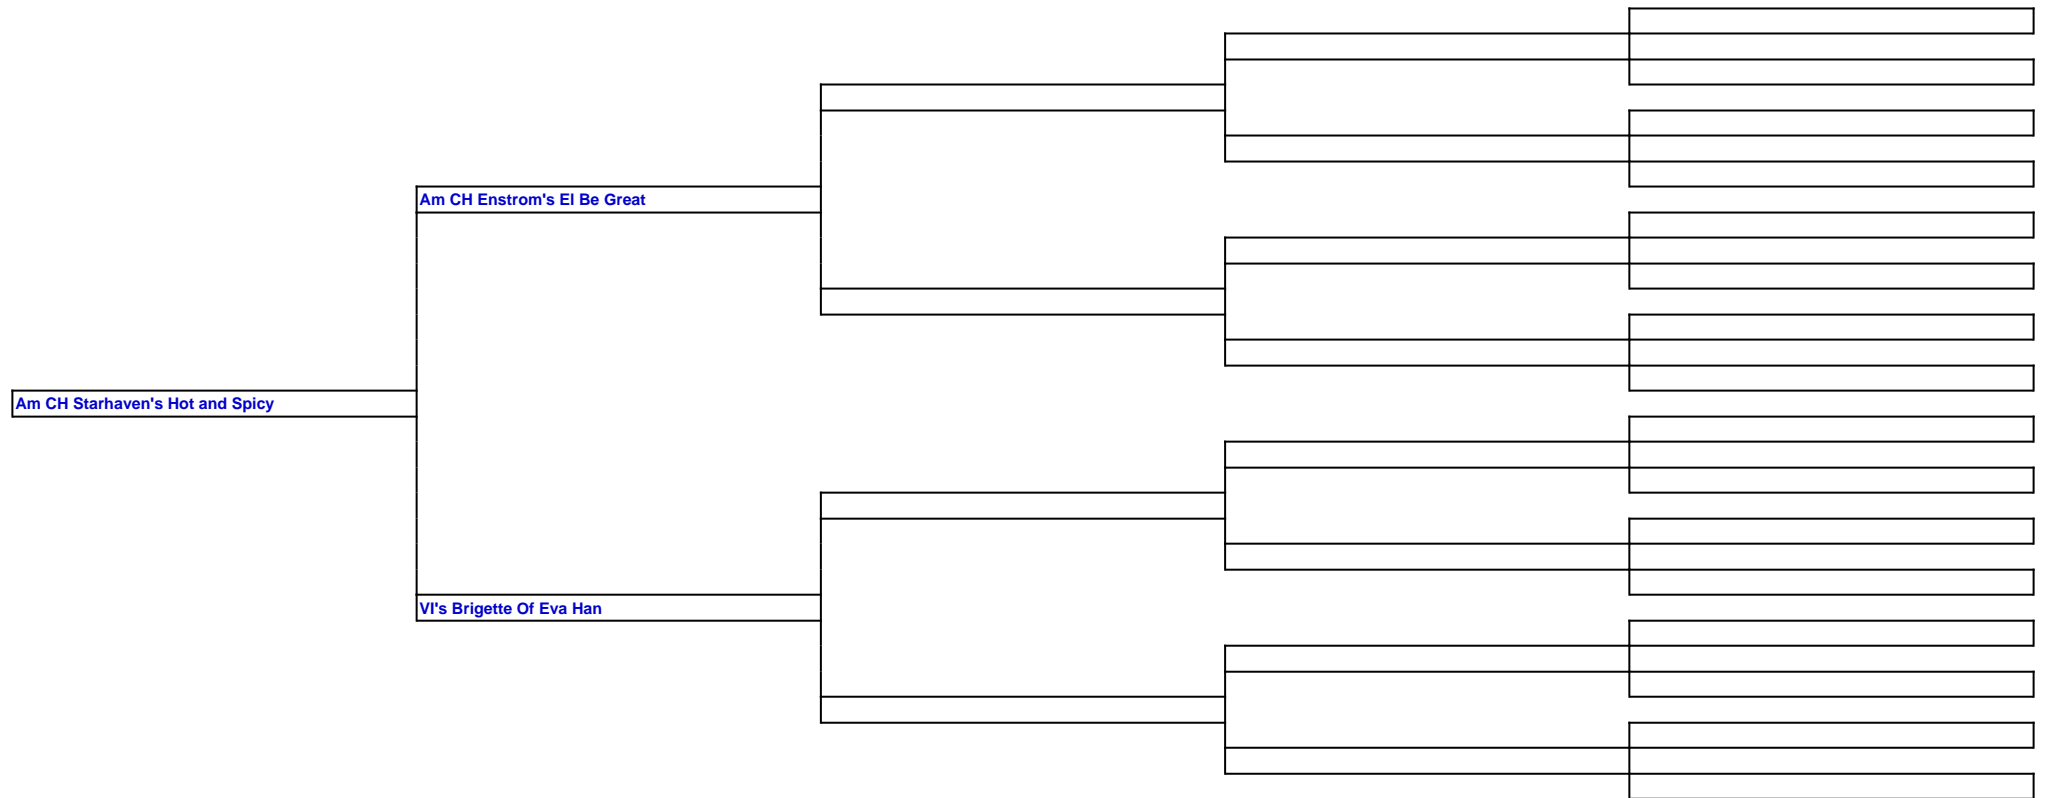 Am CH Enstrom's El Be Great
Am CH Starhaven's Hot and Spicy
VI's Brigette Of Eva Han